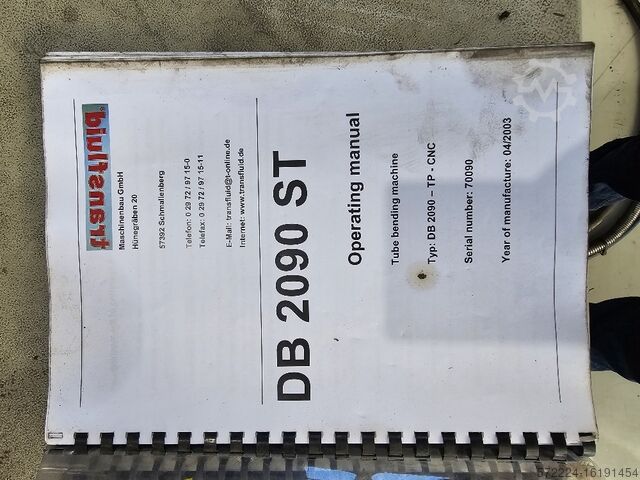 transfluid®
Maschinenbau GmbH
Hünegräben 20
57392 Schmallenberg
Telefon: 0 29 72 / 97 15-0
Telefax: 0 29 72 / 97 15-11
E-Mail: transfluid@t-online.de
Internet: www.transfluid.de
DB 2090 ST
Operating manual
Tube bending machine
Typ: DB 2090 – TP - CNC
Serial number: 70090
Year of manufacture: 04/2003
572224-16191454